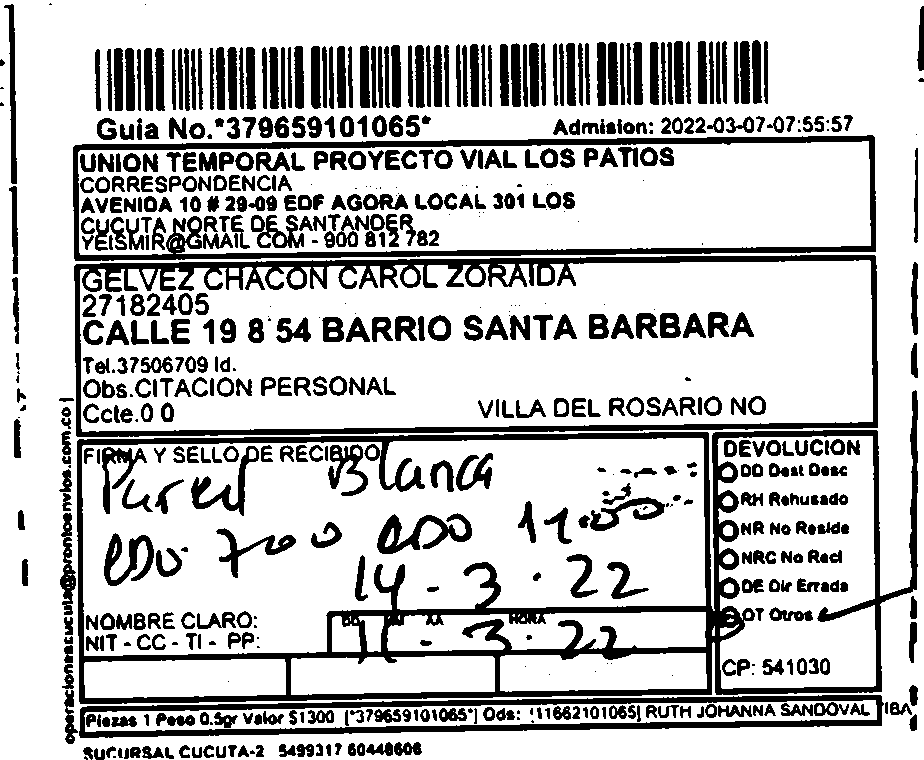 Guia No.*379659101065* Admision: 2022-03-07-07:55:57
UNION TEMPORAL PROYECTO VIAL LOS PATIOS
CORRESPONDENCIA
AVENIDA 10 # 29-09 EDF AGORA LOCAL 301 LOS
CUCUTA NORTE DE SANTANDER
YEISMIR@GMAIL COM - 900 812 782
GELVEZ CHACON CAROL ZORAIDA
27182405
CALLE 19 8 54 BARRIO SANTA BARBARA
Tel.37506709 Id.
Obs.CITACION PERSONAL
Ccte.0 0 VILLA DEL ROSARIO NO
operacionescucuta@prontoenvios.com.co
FIRMA Y SELLO DE RECIBIDO
Pared Blanca
700
14-3.22
NOMBRE CLARO:
NIT - CC - TI - PP:
DD MM AA HORA
11-3.22
DEVOLUCION
DD Dest Desc
RH Rehusado
NR No Reside
NRC No Recl
DE Dir Errada
OT Otros
CP: 541030
Piezas 1 Peso 0.5gr Valor $1300 [*379659101065*] Ods: [11662101065] RUTH JOHANNA SANDOVAL TIBA
SUCURSAL CUCUTA-2 5499317 60448606